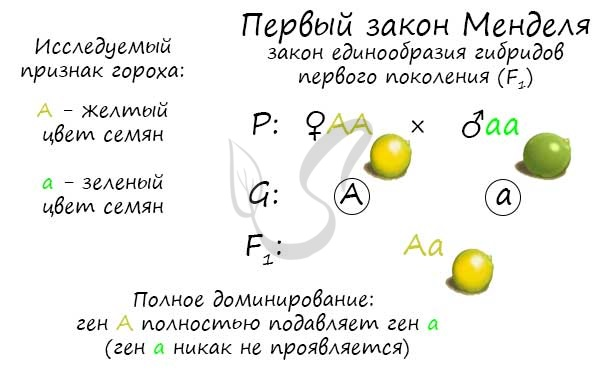 Первый закон Менделя
закон единообразия гибридов
первого поколения (F₁)
Исследуемый
признак гороха:
A - желтый
цвет семян
a - зеленый
цвет семян
P: ♀AA × ♂aa
G: A a
F₁: Aa
Полное доминирование:
ген A полностью подавляет ген a
(ген a никак не проявляется)